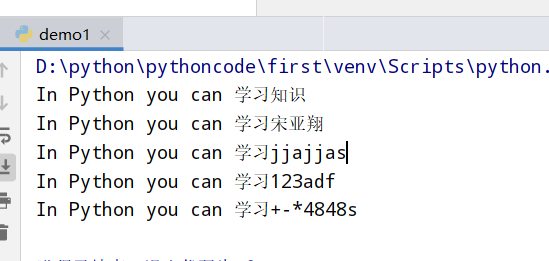 demo1
D:\python\pythoncode\first\venv\Scripts\python.
In Python you can 学习知识
In Python you can 学习宋亚翔
In Python you can 学习jjajjas
In Python you can 学习123adf
In Python you can 学习+-*4848s